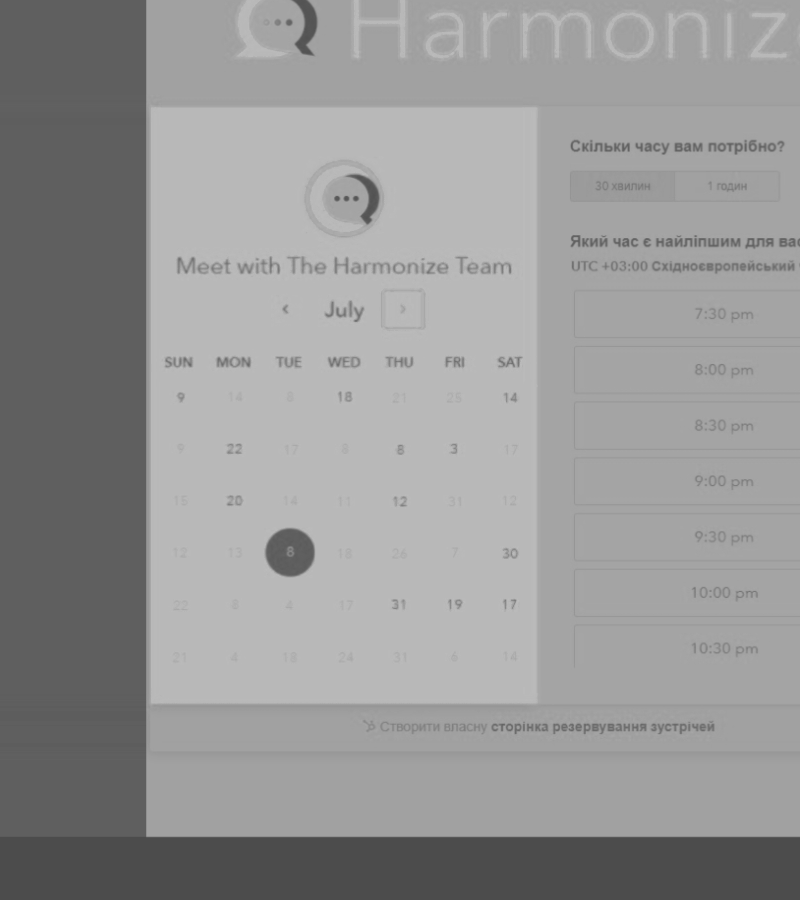 Harmoniz
Meet with The Harmonize Team
‹ July ›
SUN MON TUE WED THU FRI SAT
9 14 8 18 21 25 14
9 22 17 8 8 3 17
15 20 14 11 12 31 12
12 13 8 18 26 7 30
22 8 4 17 31 19 17
21 4 18 24 31 6 14
Скільки часу вам потрібно?
30 хвилин 1 годин
Який час є найліпшим для вас
UTC +03:00 Східноєвропейський
7:30 pm
8:00 pm
8:30 pm
9:00 pm
9:30 pm
10:00 pm
10:30 pm
Створити власну сторінка резервування зустрічей